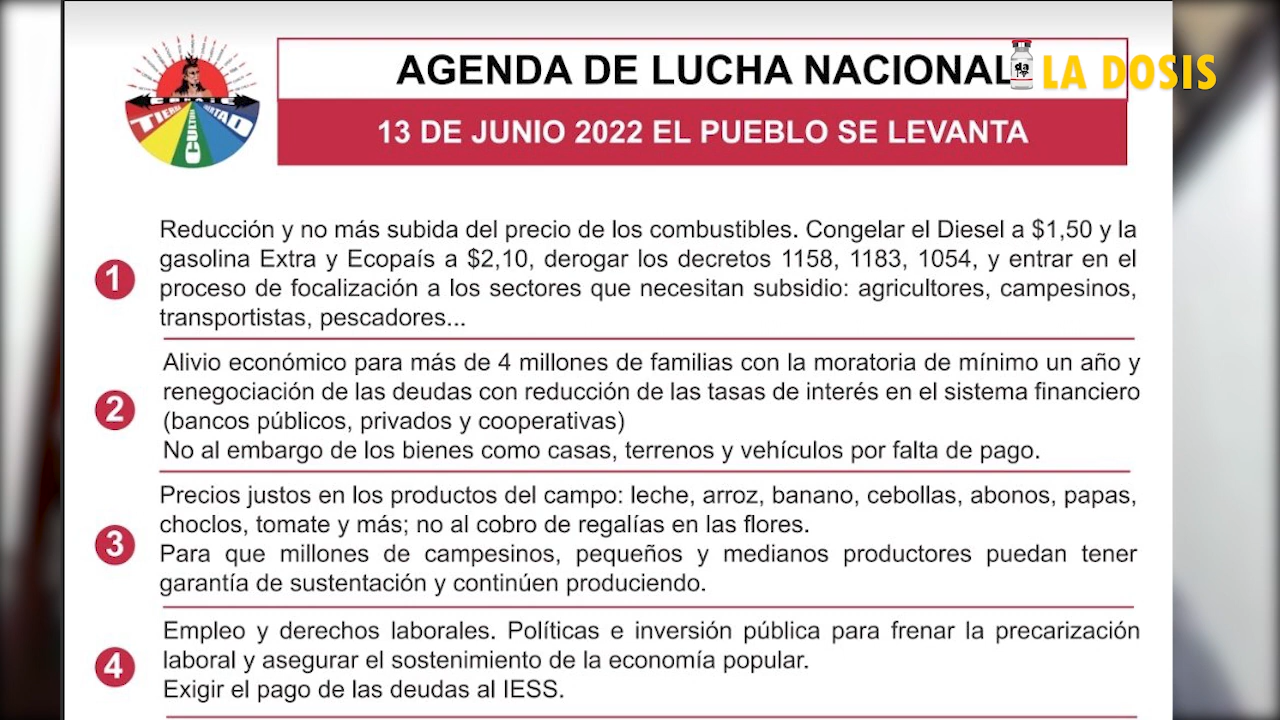 AGENDA DE LUCHA NACIONAL
LA DOSIS
13 DE JUNIO 2022 EL PUEBLO SE LEVANTA
CONAIE
TIERRA
CULTURA
LIBERTAD
1
Reducción y no más subida del precio de los combustibles. Congelar el Diesel a $1,50 y la
gasolina Extra y Ecopaís a $2,10, derogar los decretos 1158, 1183, 1054, y entrar en el
proceso de focalización a los sectores que necesitan subsidio: agricultores, campesinos,
transportistas, pescadores...
2
Alivio económico para más de 4 millones de familias con la moratoria de mínimo un año y
renegociación de las deudas con reducción de las tasas de interés en el sistema financiero
(bancos públicos, privados y cooperativas)
No al embargo de los bienes como casas, terrenos y vehículos por falta de pago.
3
Precios justos en los productos del campo: leche, arroz, banano, cebollas, abonos, papas,
choclos, tomate y más; no al cobro de regalías en las flores.
Para que millones de campesinos, pequeños y medianos productores puedan tener
garantía de sustentación y continúen produciendo.
4
Empleo y derechos laborales. Políticas e inversión pública para frenar la precarización
laboral y asegurar el sostenimiento de la economía popular.
Exigir el pago de las deudas al IESS.